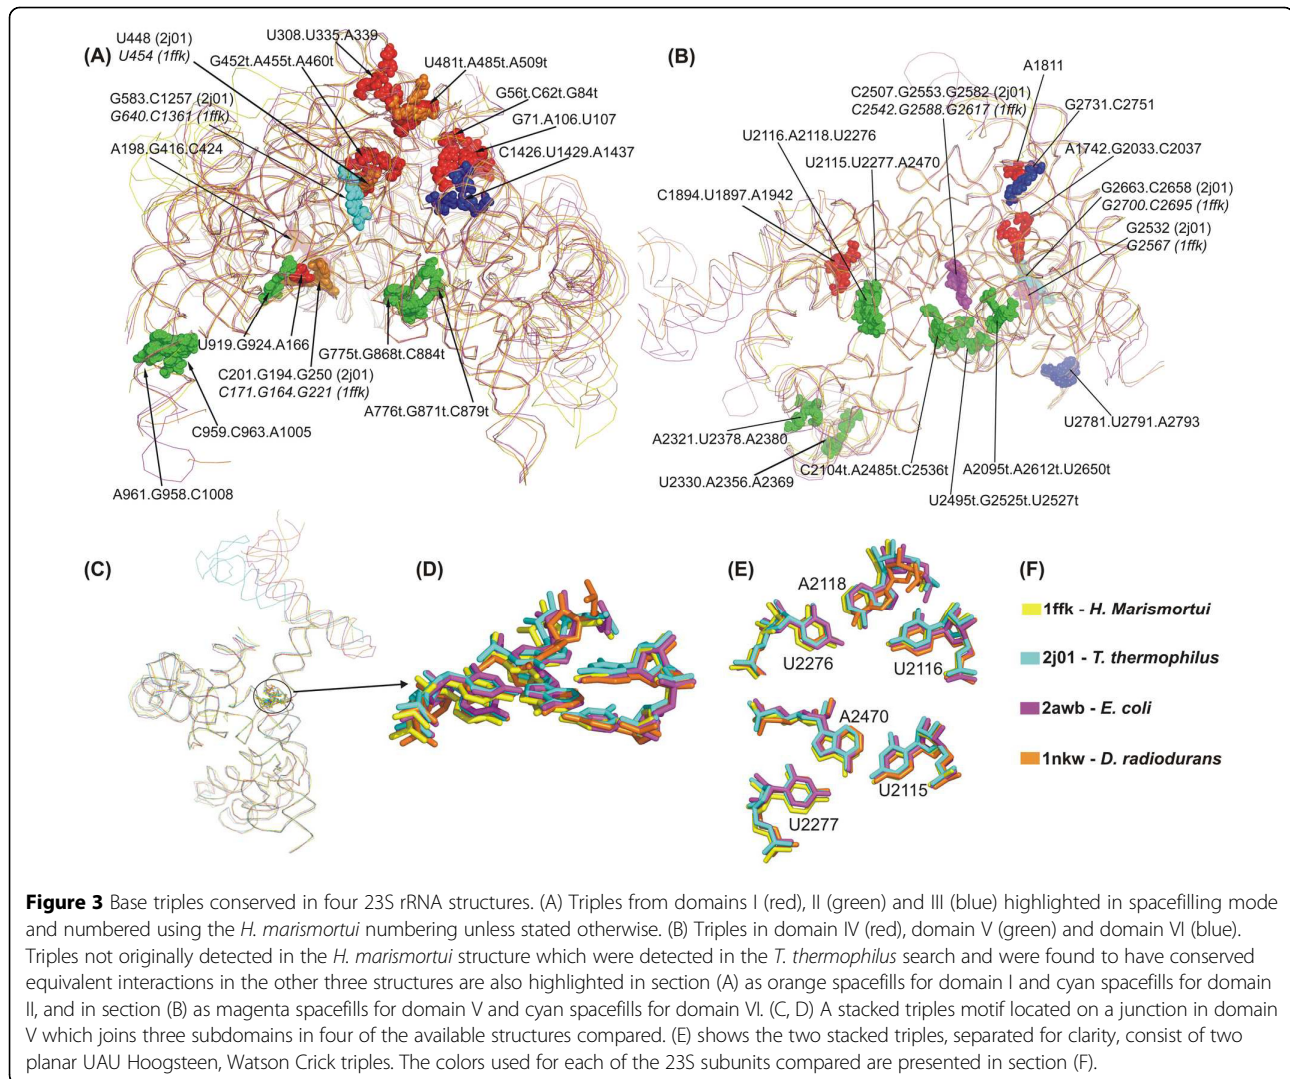 (A)
U448 (2j01)
U454 (1ffk)
U308.U335.A339
G452t.A455t.A460t
U481t.A485t.A509t
G583.C1257 (2j01)
G640.C1361 (1ffk)
G56t.C62t.G84t
G71.A106.U107
A198.G416.C424
C1426.U1429.A1437
U919.G924.A166
G775t.G868t.C884t
C201.G194.G250 (2j01)
C171.G164.G221 (1ffk)
A776t.G871t.C879t
C959.C963.A1005
A961.G958.C1008
(B)
A1811
C2507.G2553.G2582 (2j01)
C2542.G2588.G2617 (1ffk)
G2731.C2751
U2116.A2118.U2276
A1742.G2033.C2037
U2115.U2277.A2470
C1894.U1897.A1942
G2663.C2658 (2j01)
G2700.C2695 (1ffk)
G2532 (2j01)
G2567 (1ffk)
U2781.U2791.A2793
A2321.U2378.A2380
C2104t.A2485t.C2536t
A2095t.A2612t.U2650t
U2330.A2356.A2369
U2495t.G2525t.U2527t
(C)
(D)
(E)
A2118
U2276
U2116
A2470
U2115
U2277
(F)
1ffk - H. Marismortui
2j01 - T. thermophilus
2awb - E. coli
1nkw - D. radiodurans
Figure 3 Base triples conserved in four 23S rRNA structures. (A) Triples from domains I (red), II (green) and III (blue) highlighted in spacefilling mode
and numbered using the H. marismortui numbering unless stated otherwise. (B) Triples in domain IV (red), domain V (green) and domain VI (blue).
Triples not originally detected in the H. marismortui structure which were detected in the T. thermophilus search and were found to have conserved
equivalent interactions in the other three structures are also highlighted in section (A) as orange spacefills for domain I and cyan spacefills for domain
II, and in section (B) as magenta spacefills for domain V and cyan spacefills for domain VI. (C, D) A stacked triples motif located on a junction in domain
V which joins three subdomains in four of the available structures compared. (E) shows the two stacked triples, separated for clarity, consist of two
planar UAU Hoogsteen, Watson Crick triples. The colors used for each of the 23S subunits compared are presented in section (F).